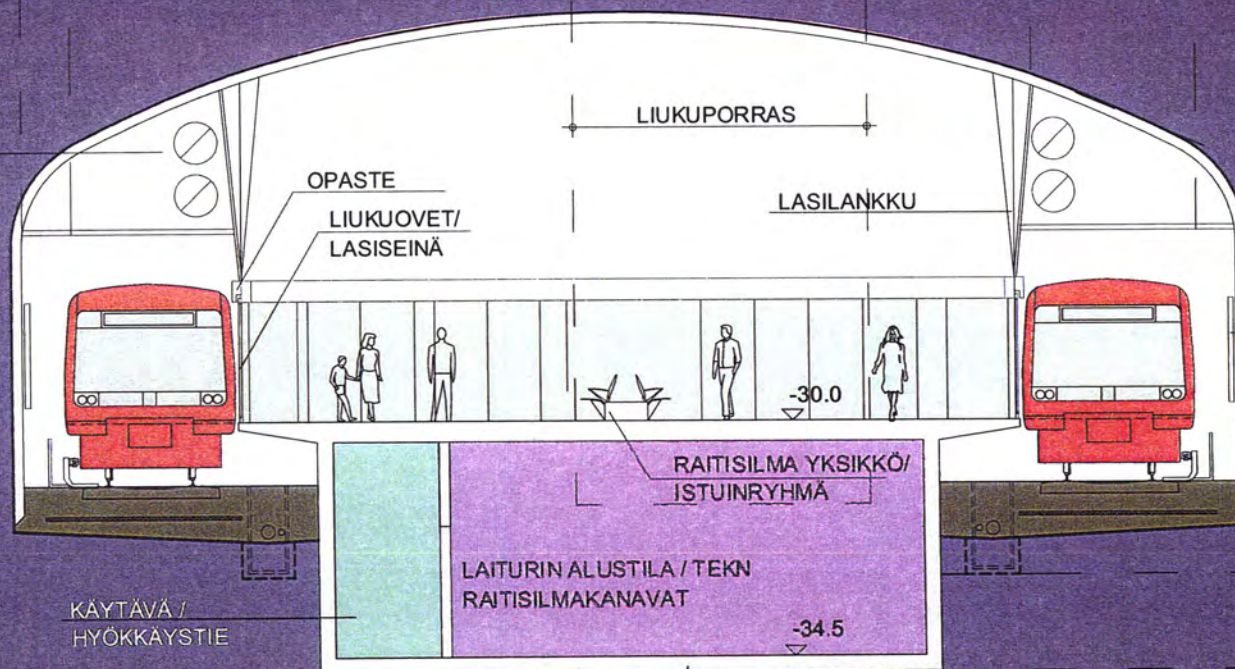 LIUKUPORRAS
OPASTE
LIUKUOVET/
LASISEINÄ
LASILANKKU
-30.0
RAITISILMA YKSIKKÖ/
ISTUINRYHMÄ
LAITURIN ALUSTILA / TEKN
RAITISILMAKANAVAT
KÄYTÄVÄ /
HYÖKKÄYSTIE
-34.5